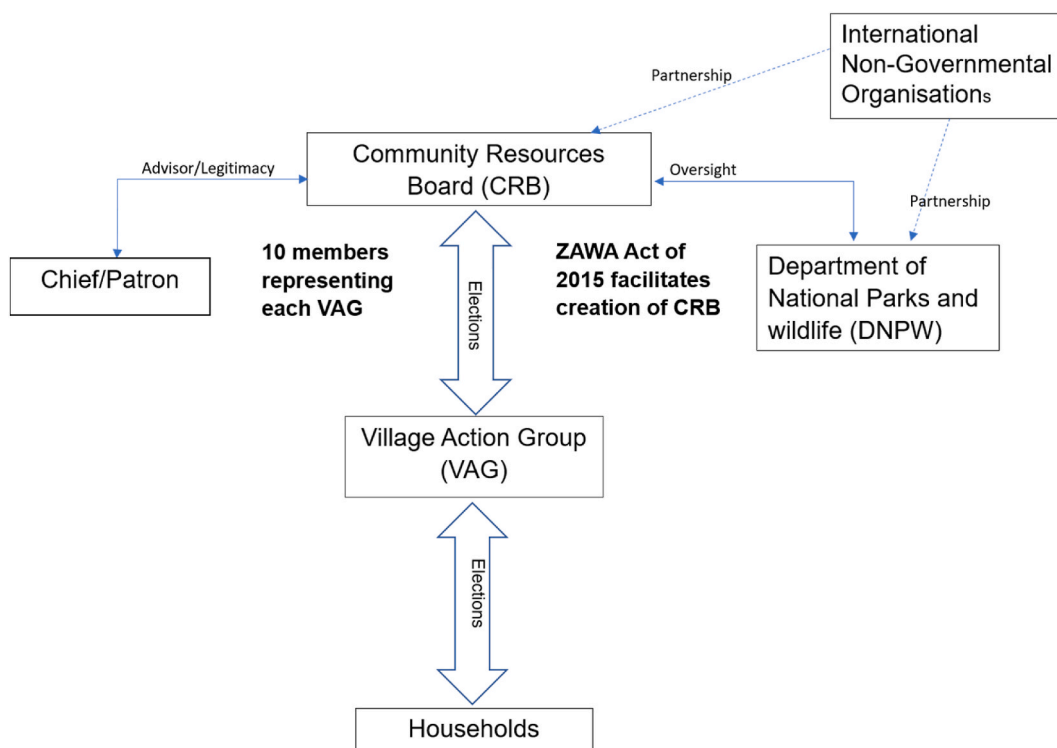 International
Non-Governmental
Organisations
Partnership
Community Resources
Board (CRB)
Advisor/Legitimacy
Oversight
Partnership
Chief/Patron
10 members
representing
each VAG
Elections
ZAWA Act of
2015 facilitates
creation of CRB
Department of
National Parks and
wildlife (DNPW)
Village Action Group
(VAG)
Elections
Households